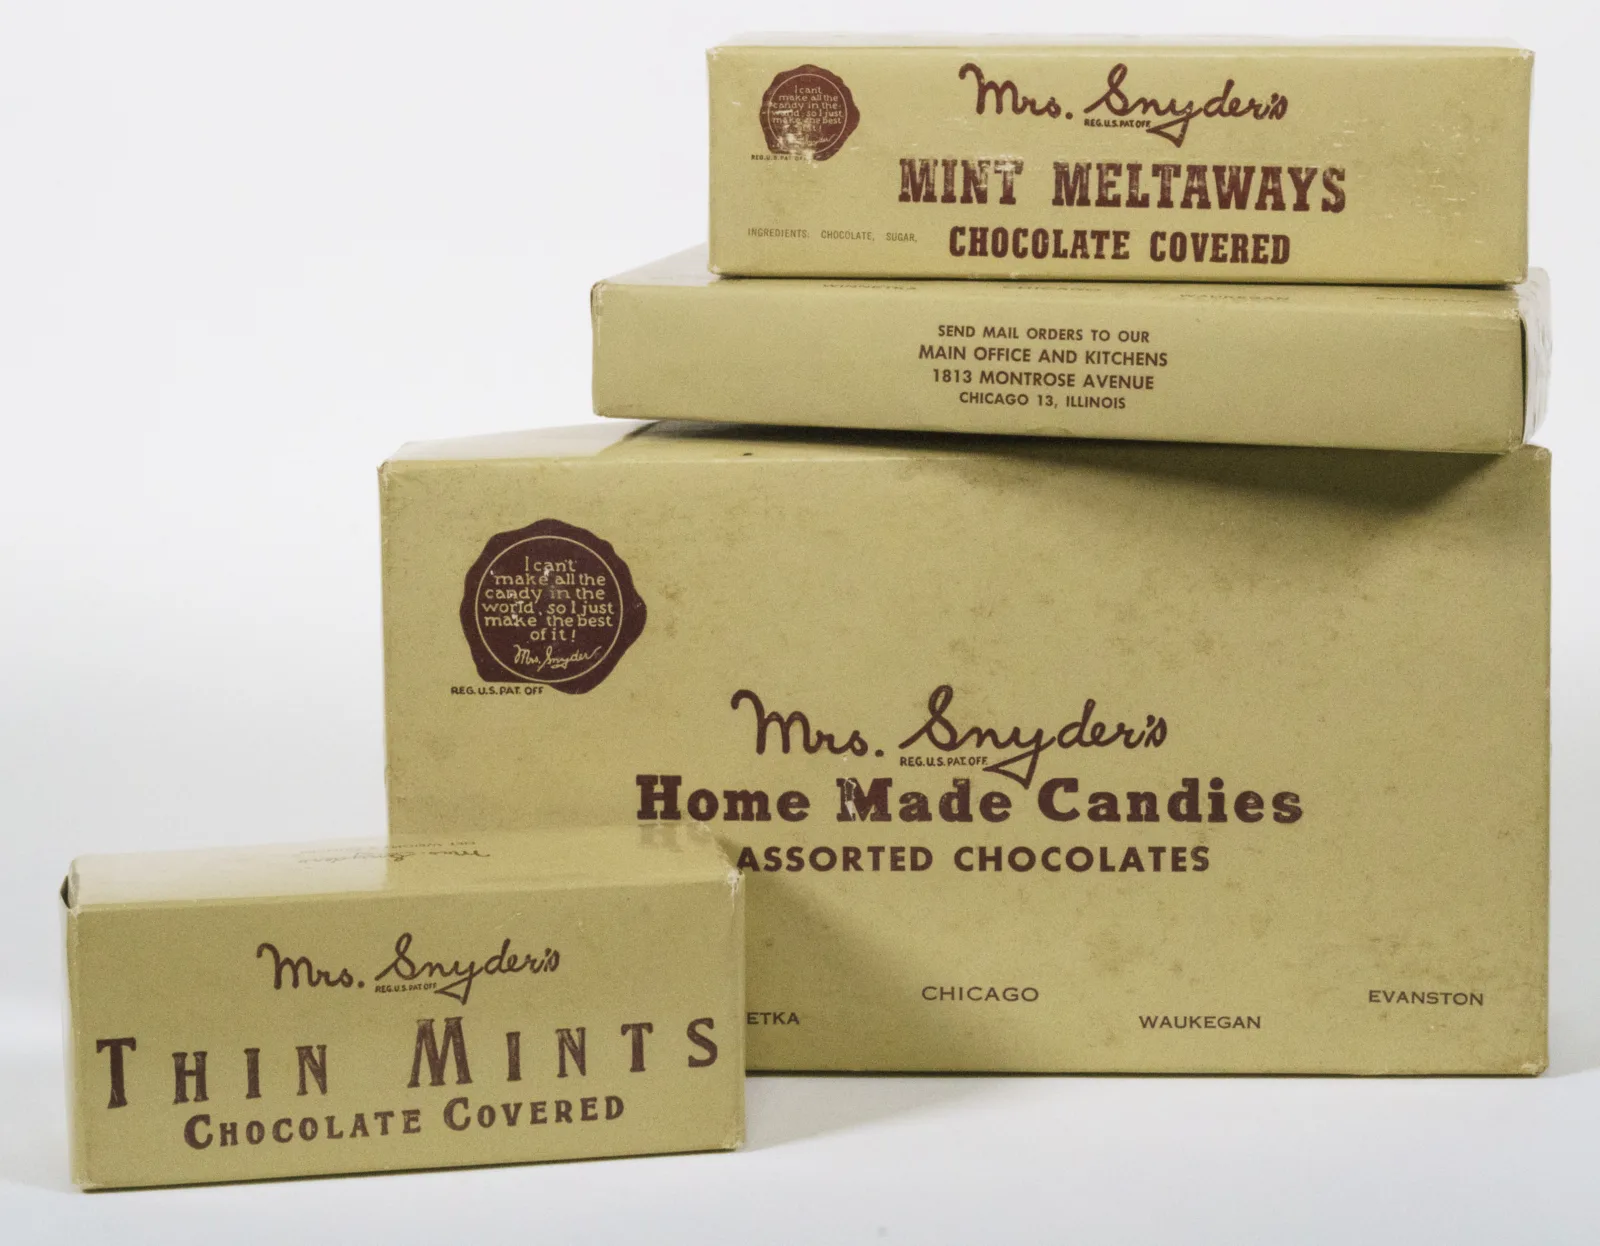 I can't
make all the
candy in the
world, so I just
make the best
of it!
REG. U.S. PAT. OFF
Mrs. Snyder's
REG. U.S. PAT. OFF.
MINT MELTAWAYS
INGREDIENTS: CHOCOLATE, SUGAR,
CHOCOLATE COVERED
WINNETKA CHICAGO WAUKEGAN EVANSTON
SEND MAIL ORDERS TO OUR
MAIN OFFICE AND KITCHENS
1813 MONTROSE AVENUE
CHICAGO 13, ILLINOIS
I can't
make all the
candy in the
world, so I just
make the best
of it!
Mrs. Snyder
REG. U.S. PAT. OFF
Mrs. Snyder's
REG. U.S. PAT. OFF.
Home Made Candies
ASSORTED CHOCOLATES
CHICAGO
EVANSTON
ETKA
WAUKEGAN
Mrs. Snyder's
Mrs. Snyder's
REG. U.S. PAT. OFF
THIN MINTS
CHOCOLATE COVERED